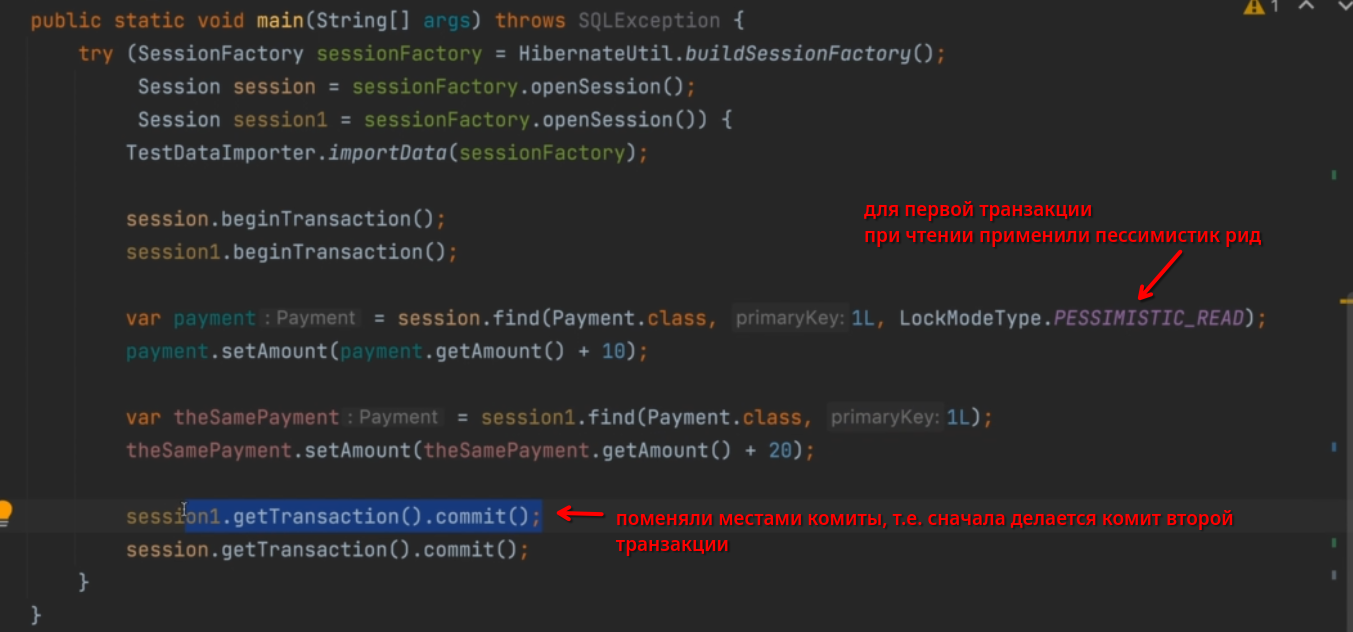 public static void main(String[] args) throws SQLException {
1
try (SessionFactory sessionFactory = HibernateUtil.buildSessionFactory();
Session session = sessionFactory.openSession();
Session session1 = sessionFactory.openSession()) {
TestDataImporter.importData(sessionFactory);
session.beginTransaction();
session1.beginTransaction();
для первой транзакции
при чтении применили пессимистик рид
var payment : Payment = session.find(Payment.class, primaryKey: 1L, LockModeType.PESSIMISTIC_READ);
payment.setAmount(payment.getAmount() + 10);
var theSamePayment : Payment = session1.find(Payment.class, primaryKey: 1L);
theSamePayment.setAmount(theSamePayment.getAmount() + 20);
session1.getTransaction().commit();
поменяли местами комиты, т.е. сначала делается комит второй
транзакции
session.getTransaction().commit();
}
}